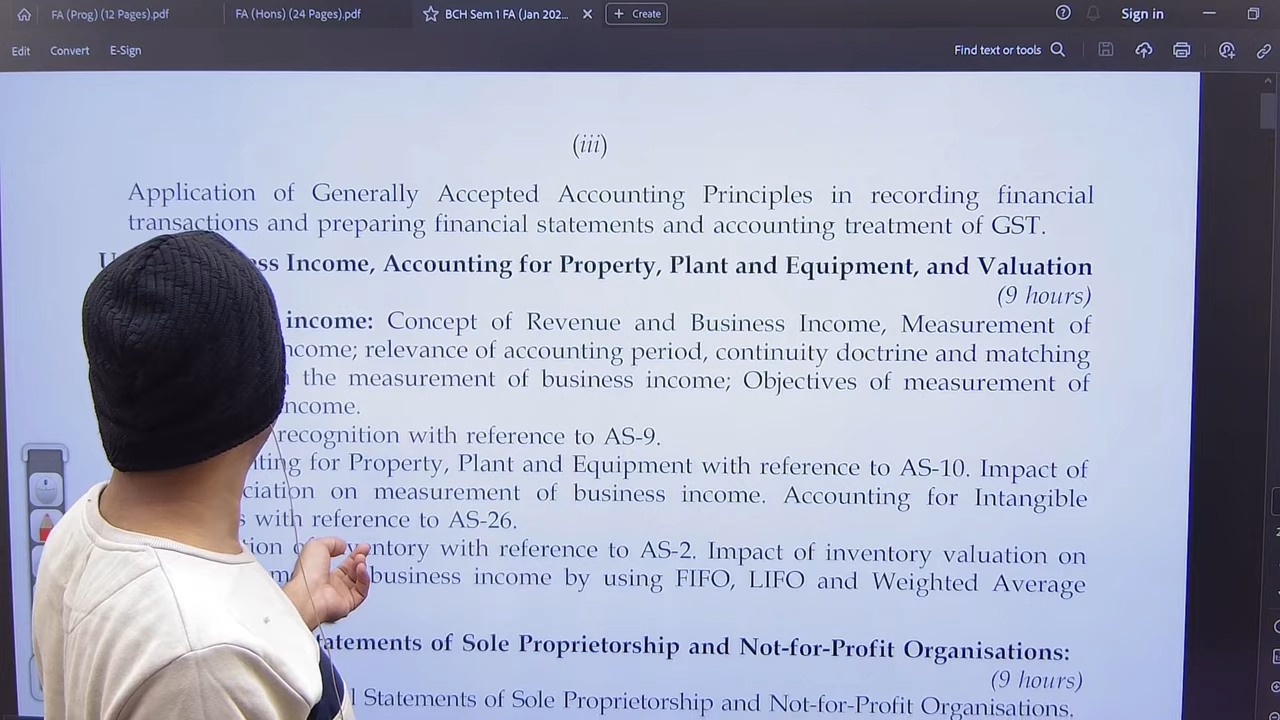 FA (Prog) (12 Pages).pdf
FA (Hons) (24 Pages).pdf
BCH Sem 1 FA (Jan 202...
Create
Sign in
Edit
Convert
E-Sign
Find text or tools
(iii)
Application of Generally Accepted Accounting Principles in recording financial
transactions and preparing financial statements and accounting treatment of GST.
Income, Accounting for Property, Plant and Equipment, and Valuation
(9 hours)
income: Concept of Revenue and Business Income, Measurement of
relevance of accounting period, continuity doctrine and matching
the measurement of business income; Objectives of measurement of
recognition with reference to AS-9.
for Property, Plant and Equipment with reference to AS-10. Impact of
on measurement of business income. Accounting for Intangible
with reference to AS-26.
with reference to AS-2. Impact of inventory valuation on
business income by using FIFO, LIFO and Weighted Average
of Sole Proprietorship and Not-for-Profit Organisations:
(9 hours)
Statements of Sole Proprietorship and Not-for-Profit Organisations.